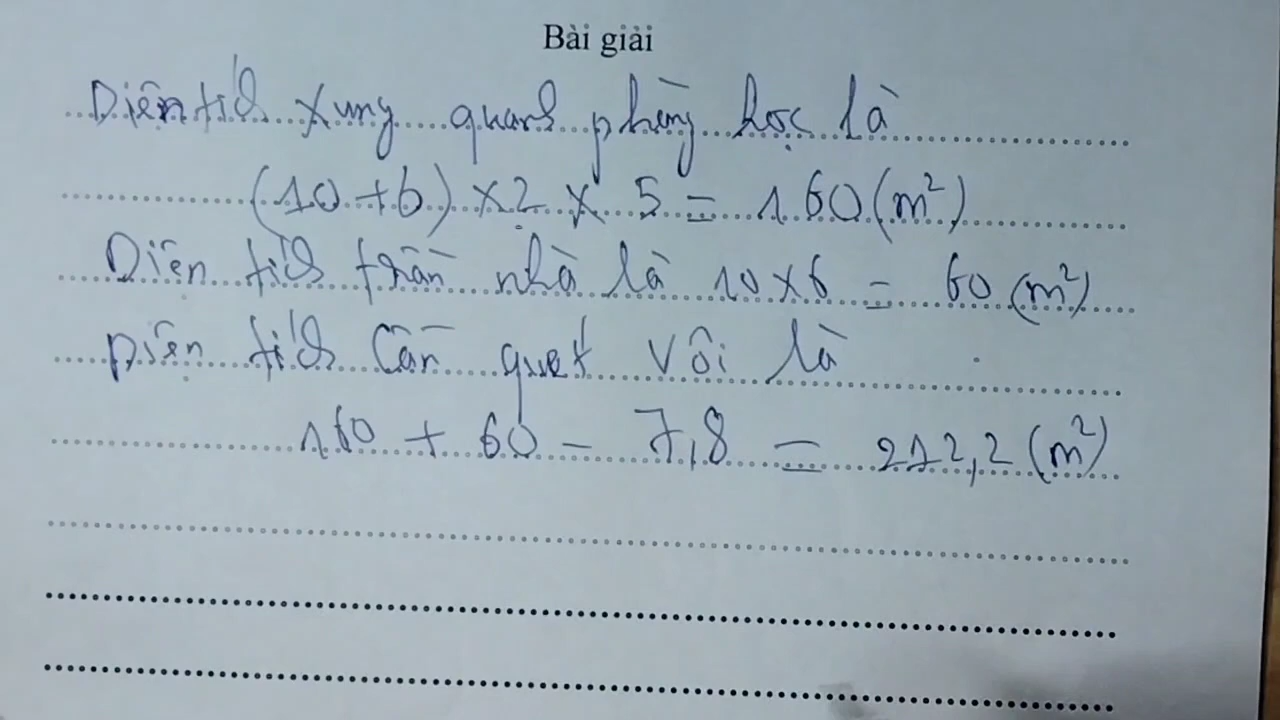 Bài giải
Diện tích xung quanh phòng học là
(10 + 6) x 2 x 5 = 160 (m²)
Diện tích trần nhà là 10 x 6 = 60 (m²)
Diện tích cần quét vôi là
160 + 60 - 7,8 = 212,2 (m²)